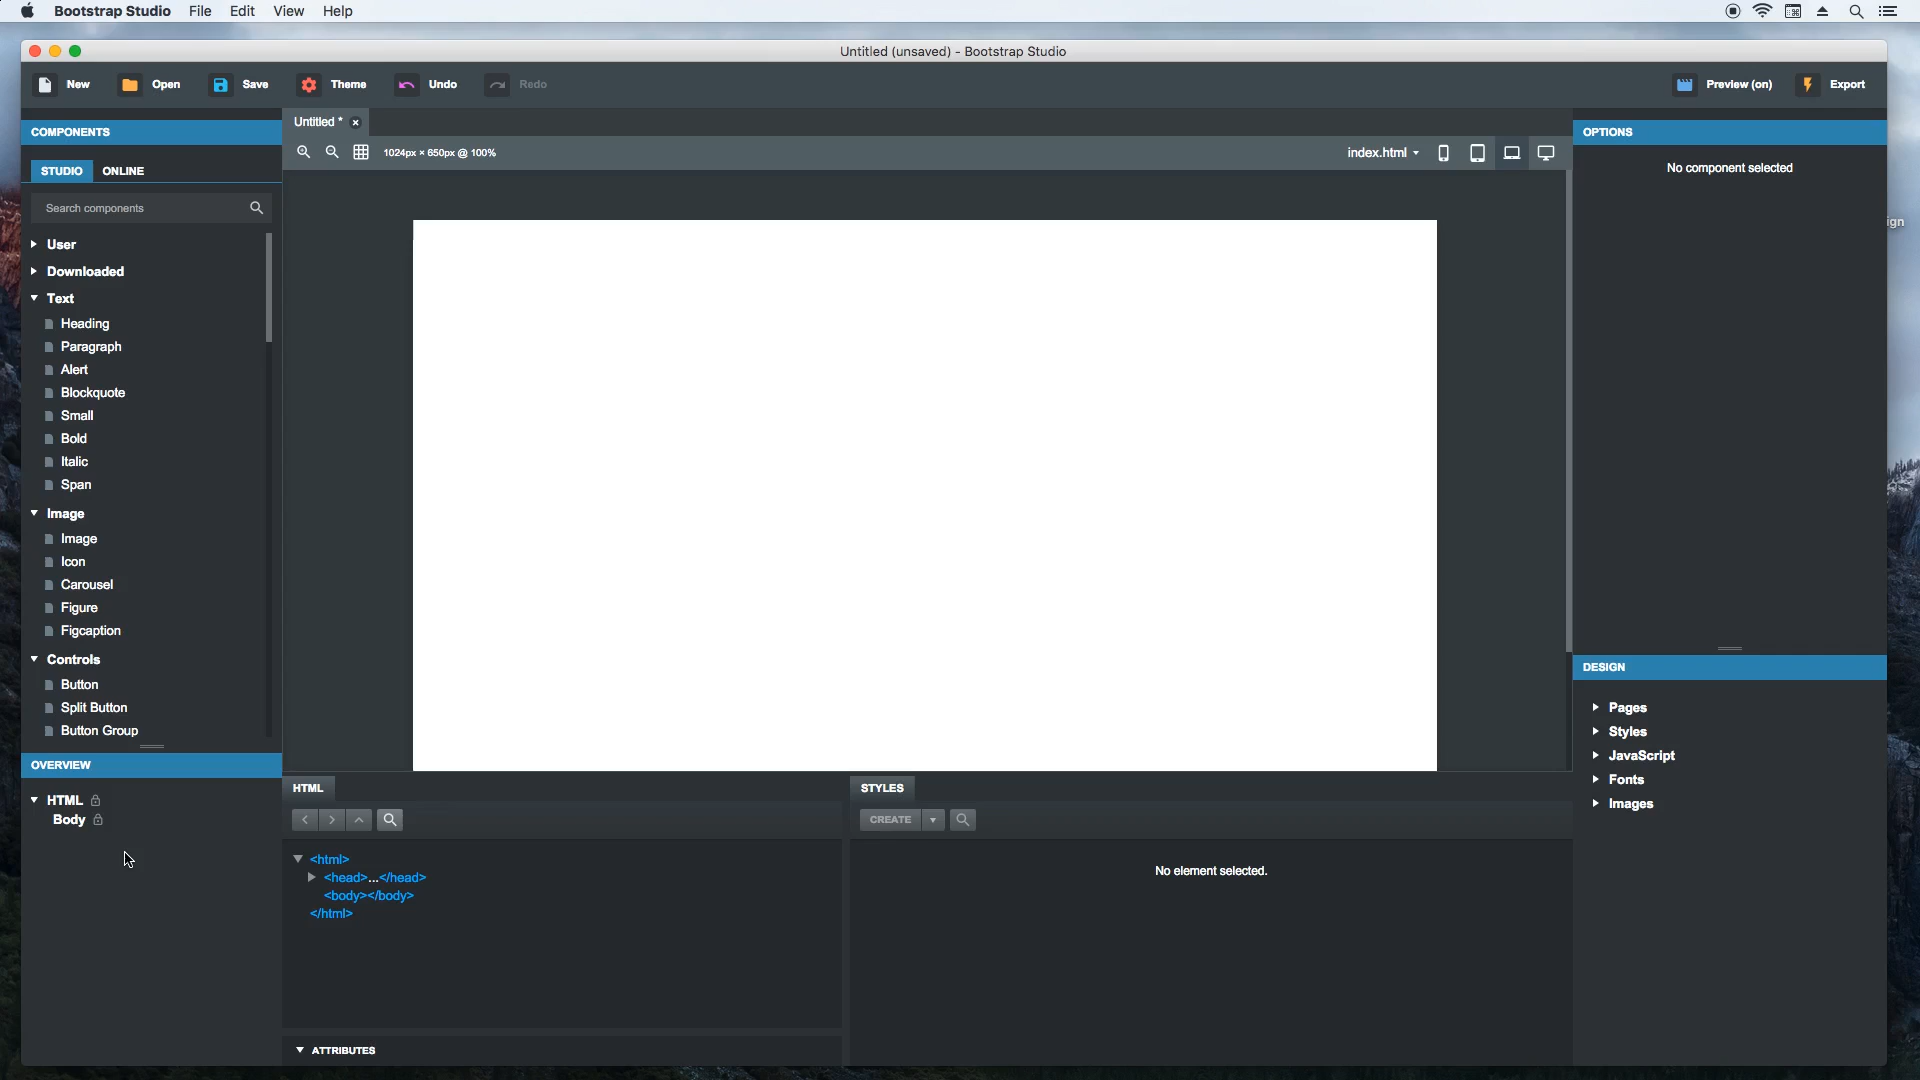 Bootstrap Studio File Edit View Help
Untitled (unsaved) - Bootstrap Studio
New Open Save Theme Undo Redo Preview (on) Export
COMPONENTS
STUDIO ONLINE
Search components
User
Downloaded
Text
Heading
Paragraph
Alert
Blockquote
Small
Bold
Italic
Span
Image
Image
Icon
Carousel
Figure
Figcaption
Controls
Button
Split Button
Button Group
OVERVIEW
HTML
Body
Untitled *
1024px × 650px @ 100%
index.html
HTML
<html>
<head>...</head>
<body></body>
</html>
ATTRIBUTES
STYLES
CREATE
No element selected.
OPTIONS
No component selected
ign
DESIGN
Pages
Styles
JavaScript
Fonts
Images